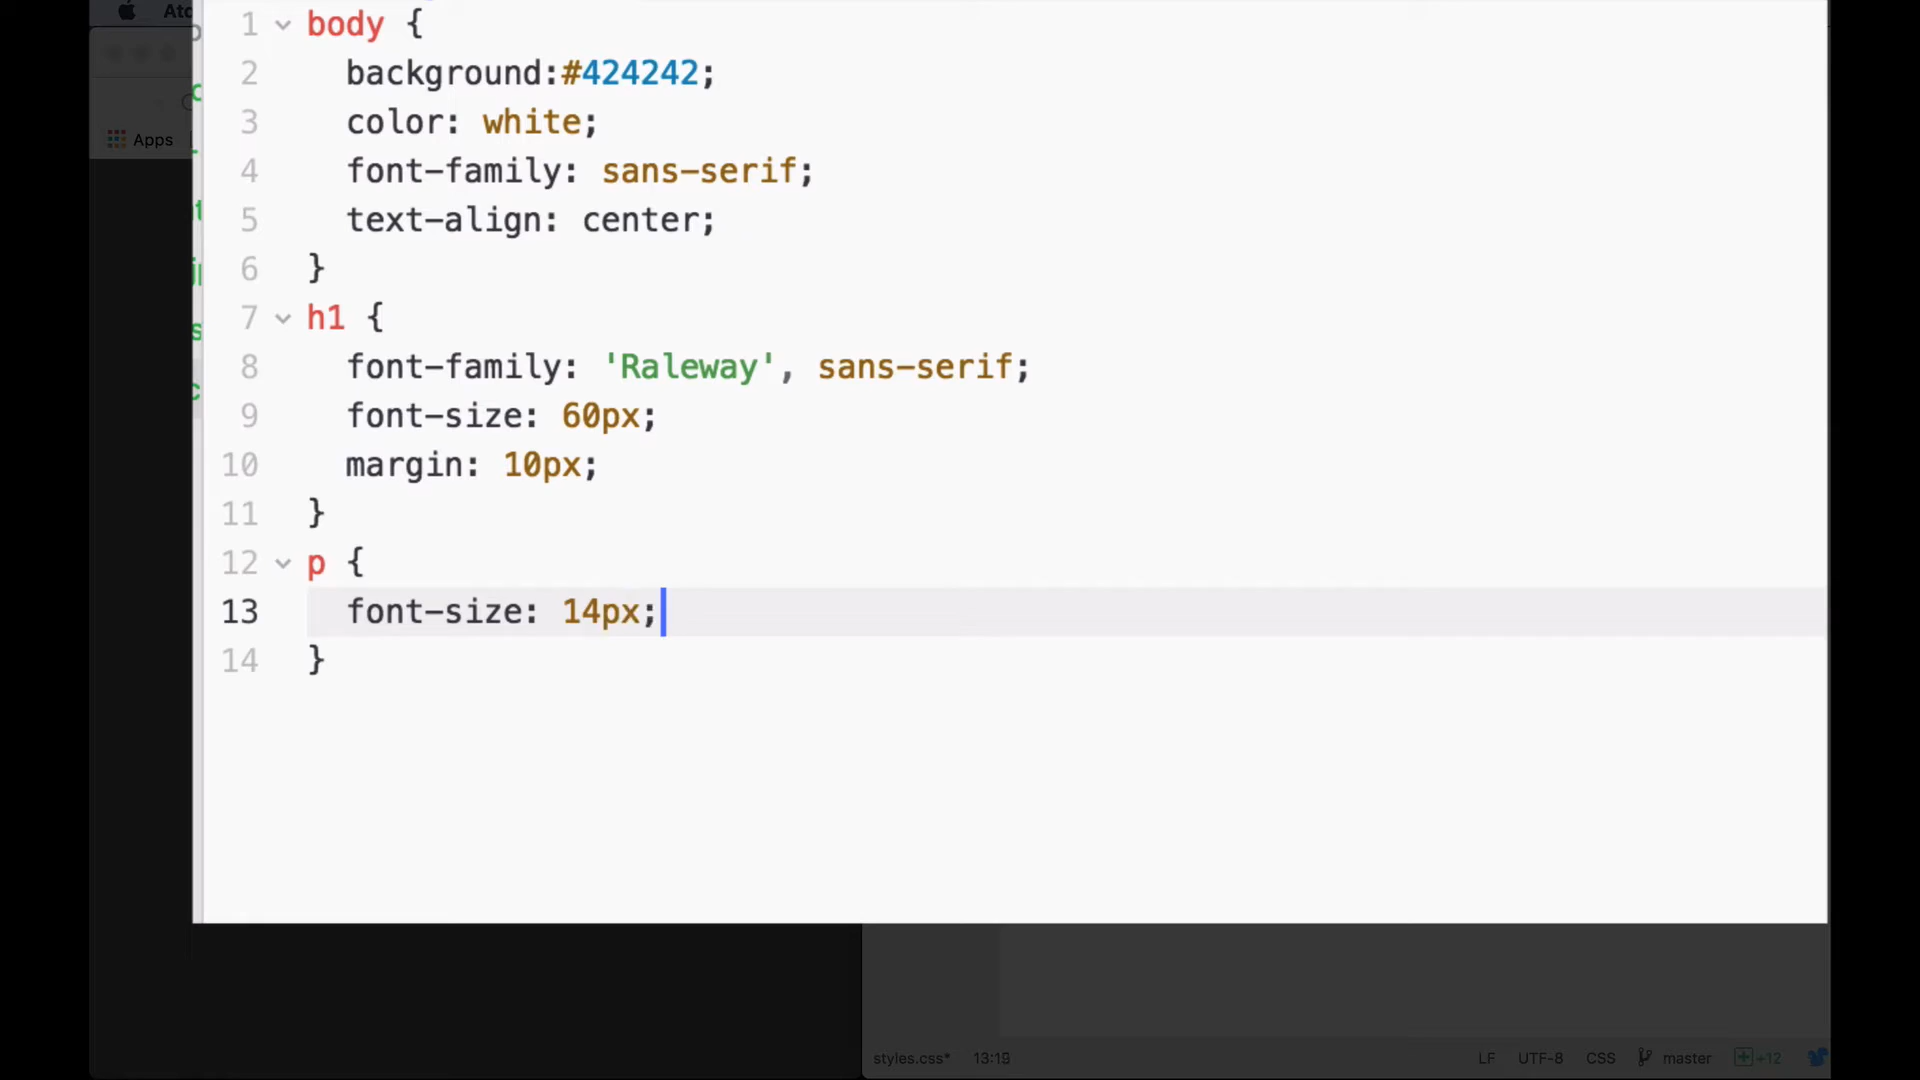 1 body {
2 background:#424242;
3 color: white;
4 font-family: sans-serif;
5 text-align: center;
6 }
7 h1 {
8 font-family: 'Raleway', sans-serif;
9 font-size: 60px;
10 margin: 10px;
11 }
12 p {
13 font-size: 14px;
14 }
Apps
styles.css* 13:19 LF UTF-8 CSS master +12